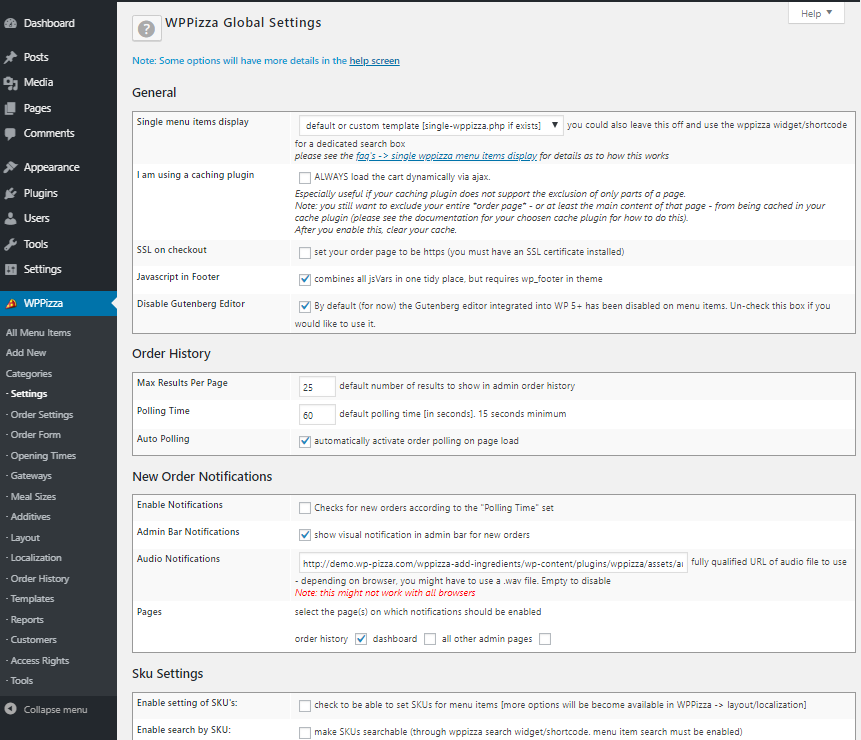 Dashboard
Posts
Media
Pages
Comments
Appearance
Plugins
Users
Tools
Settings
WPPizza
All Menu Items
Add New
Categories
- Settings
- Order Settings
- Order Form
- Opening Times
- Gateways
- Meal Sizes
- Additives
- Layout
- Localization
- Order History
- Templates
- Reports
- Customers
- Access Rights
- Tools
Collapse menu
Help ▼
? WPPizza Global Settings
Note: Some options will have more details in the help screen
General
Single menu items display
default or custom template [single-wppizza.php if exists] ▼ you could also leave this off and use the wppizza widget/shortcode
for a dedicated search box
please see the faq's -> single wppizza menu items display for details as to how this works
I am using a caching plugin
ALWAYS load the cart dynamically via ajax.
Especially useful if your caching plugin does not support the exclusion of only parts of a page.
Note: you still want to exclude your entire *order page* - or at least the main content of that page - from being cached in your
cache plugin (please see the documentation for your choosen cache plugin for how to do this).
After you enable this, clear your cache.
SSL on checkout
set your order page to be https (you must have an SSL certificate installed)
Javascript in Footer
combines all jsVars in one tidy place, but requires wp_footer in theme
Disable Gutenberg Editor
By default (for now) the Gutenberg editor integrated into WP 5+ has been disabled on menu items. Un-check this box if you
would like to use it.
Order History
Max Results Per Page
25 default number of results to show in admin order history
Polling Time
60 default polling time [in seconds]. 15 seconds minimum
Auto Polling
automatically activate order polling on page load
New Order Notifications
Enable Notifications
Checks for new orders according to the "Polling Time" set
Admin Bar Notifications
show visual notification in admin bar for new orders
Audio Notifications
http://demo.wp-pizza.com/wppizza-add-ingredients/wp-content/plugins/wppizza/assets/a fully qualified URL of audio file to use
- depending on browser, you might have to use a .wav file. Empty to disable
Note: this might not work with all browsers
Pages
select the page(s) on which notifications should be enabled
order history dashboard all other admin pages
Sku Settings
Enable setting of SKU's:
check to be able to set SKUs for menu items [more options will be become available in WPPizza -> layout/localization]
Enable search by SKU:
make SKUs searchable (through wppizza search widget/shortcode. menu item search must be enabled)